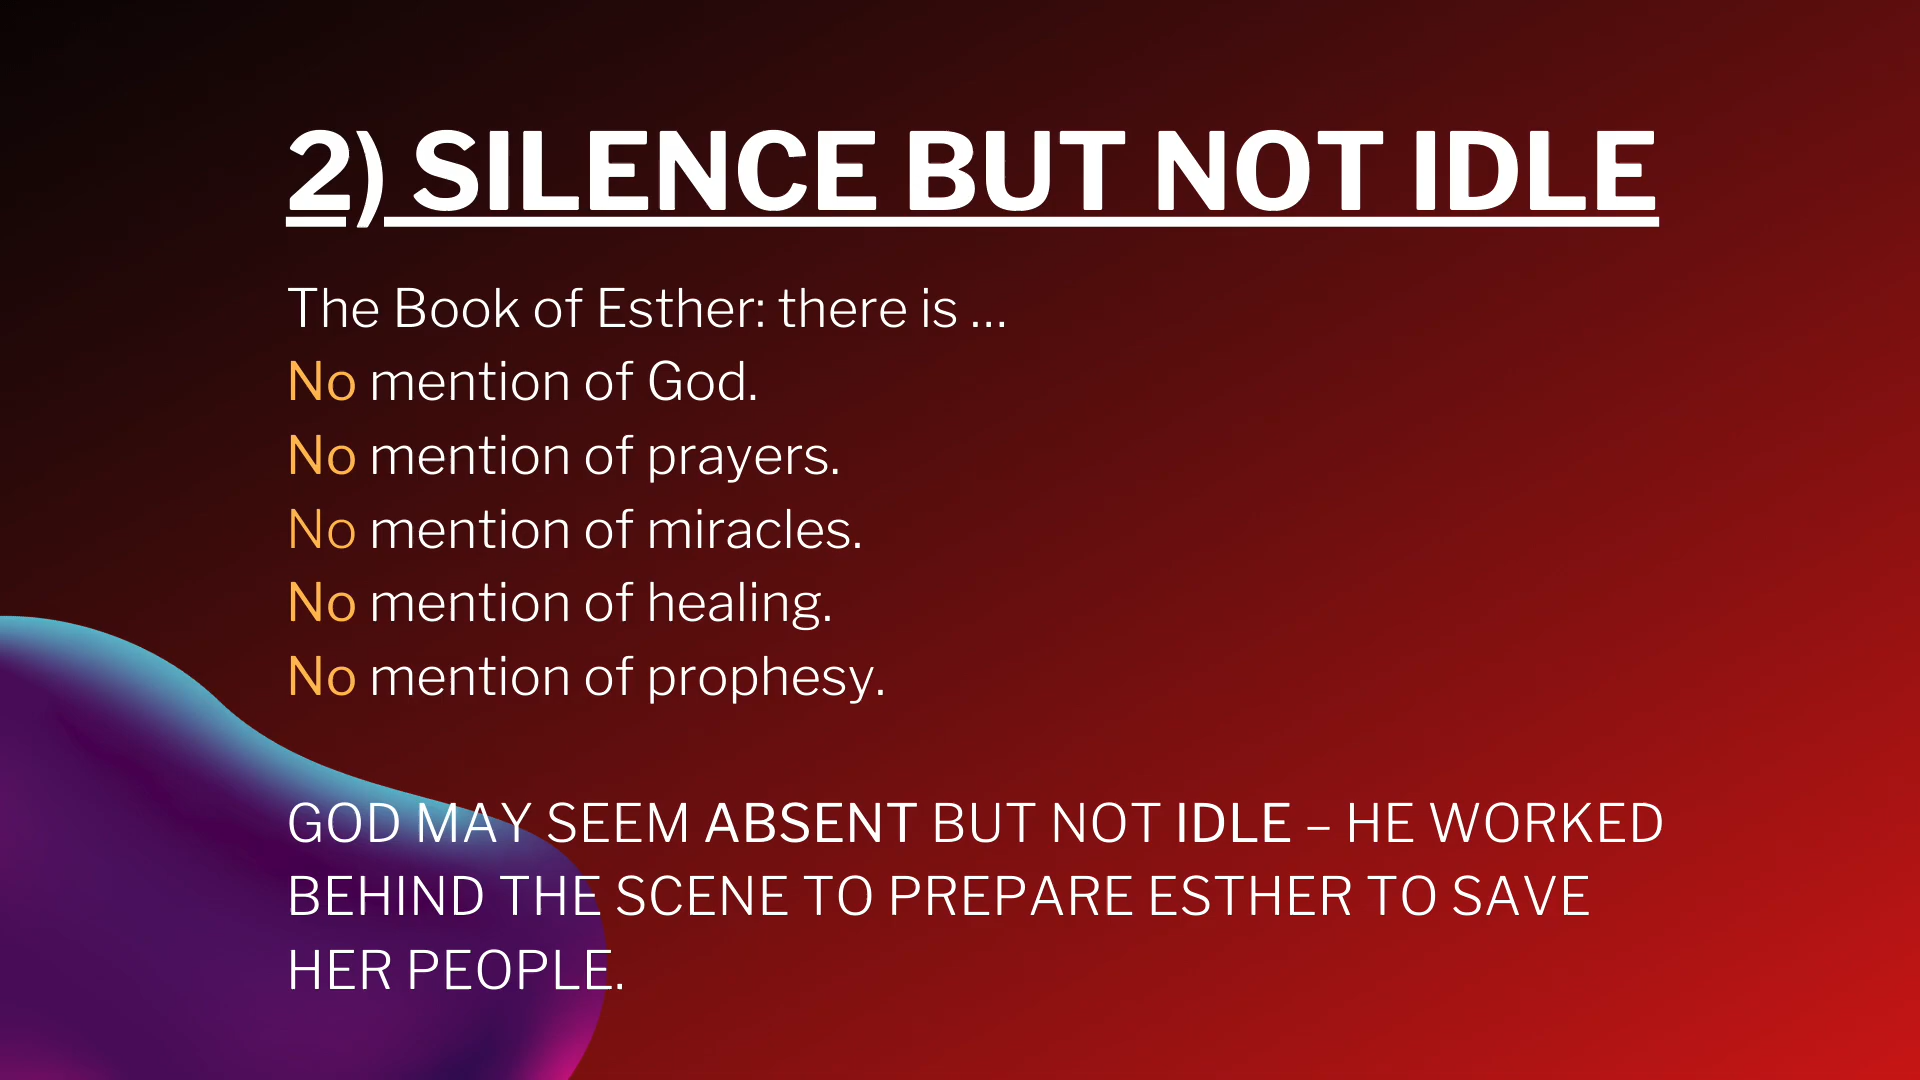 2) SILENCE BUT NOT IDLE
The Book of Esther: there is ...
No mention of God.
No mention of prayers.
No mention of miracles.
No mention of healing.
No mention of prophesy.
GOD MAY SEEM ABSENT BUT NOT IDLE – HE WORKED
BEHIND THE SCENE TO PREPARE ESTHER TO SAVE
HER PEOPLE.